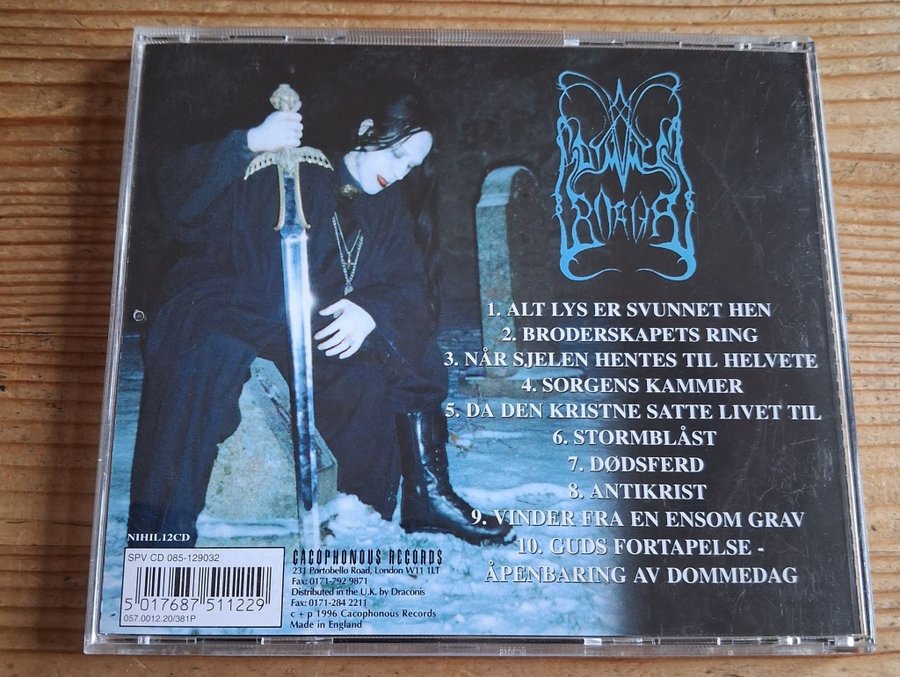 DIMMU
BORGIR
1. ALT LYS ER SVUNNET HEN
2. BRODERSKAPETS RING
3. NÅR SJELEN HENTES TIL HELVETE
4. SORGENS KAMMER
5. DA DEN KRISTNE SATTE LIVET TIL
6. STORMBLÅST
7. DØDSFERD
8. ANTIKRIST
9. VINDER FRA EN ENSOM GRAV
10. GUDS FORTAPELSE -
ÅPENBARING AV DOMMEDAG
NIHIL12CD
SPV CD 085-129032
5 017687 511229
057.0012.20/381P
CACOPHONOUS RECORDS
231 Portobello Road, London W11 1LT
Fax: 0171-792 9871
Distributed in the U.K. by Draconis
Fax: 0171-284 2211
c + p 1996 Cacophonous Records
Made in England